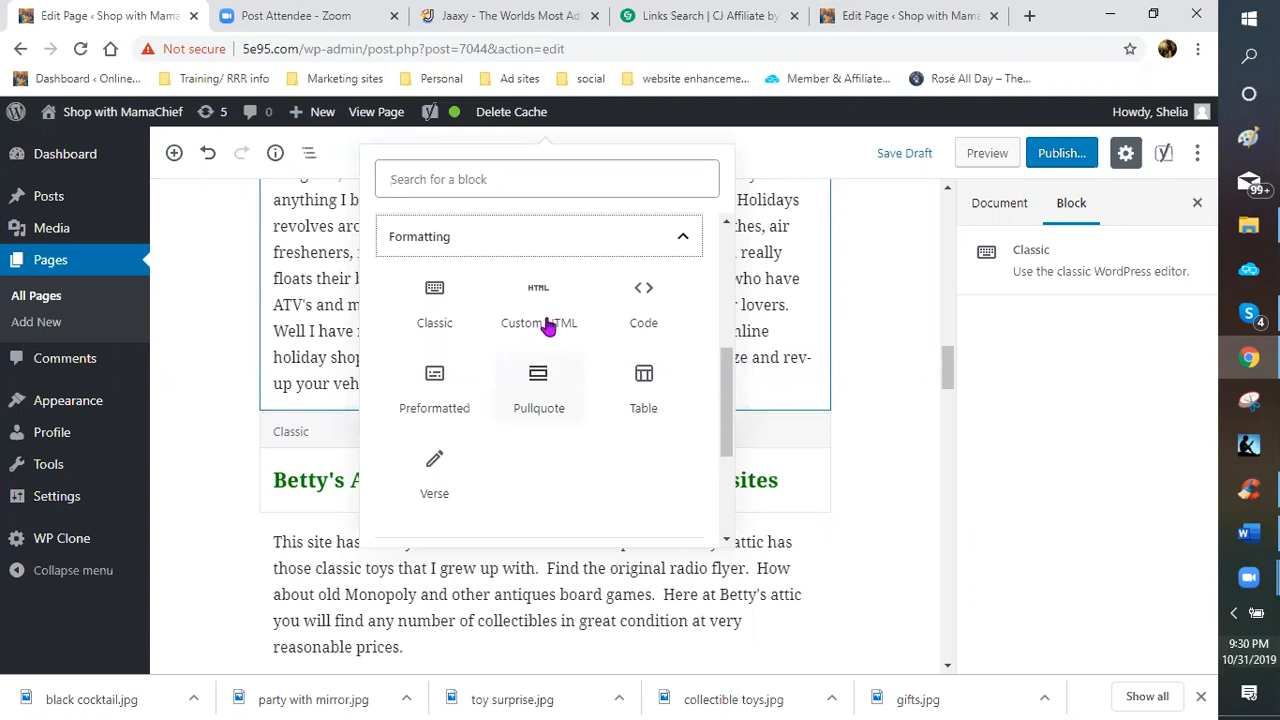 Edit Page ‹ Shop with MamaC
Post Attendee - Zoom
Jaaxy - The Worlds Most Ad
Links Search | CJ Affiliate by
Edit Page ‹ Shop with Mama
Not secure
5e95.com/wp-admin/post.php?post=7044&action=edit
Dashboard ‹ Online...
Training/ RRR info
Marketing sites
Personal
Ad sites
social
website enhanceme...
Member & Affiliate...
Rosé All Day – The...
Shop with MamaChief
5
0
New
View Page
Delete Cache
Howdy, Shelia
Dashboard
Posts
Media
Pages
All Pages
Add New
Comments
Appearance
Profile
Tools
Settings
WP Clone
Collapse menu
Save Draft
Preview
Publish...
Document
Block
Classic
Use the classic WordPress editor.
Search for a block
Formatting
Classic
HTML
Custom HTML
Code
Preformatted
Pullquote
Table
Verse
anything I b
Holidays
revolves aro
thes, air
fresheners,
really
floats their b
who have
ATV's and m
r lovers.
Well I have
nline
holiday shop
ze and rev-
up your veh
Classic
Betty's A
sites
This site has
attic has
those classic toys that I grew up with. Find the original radio flyer. How
about old Monopoly and other antiques board games. Here at Betty's attic
you will find any number of collectibles in great condition at very
reasonable prices.
99+
4
9:30 PM
10/31/2019
black cocktail.jpg
party with mirror.jpg
toy surprise.jpg
collectible toys.jpg
gifts.jpg
Show all